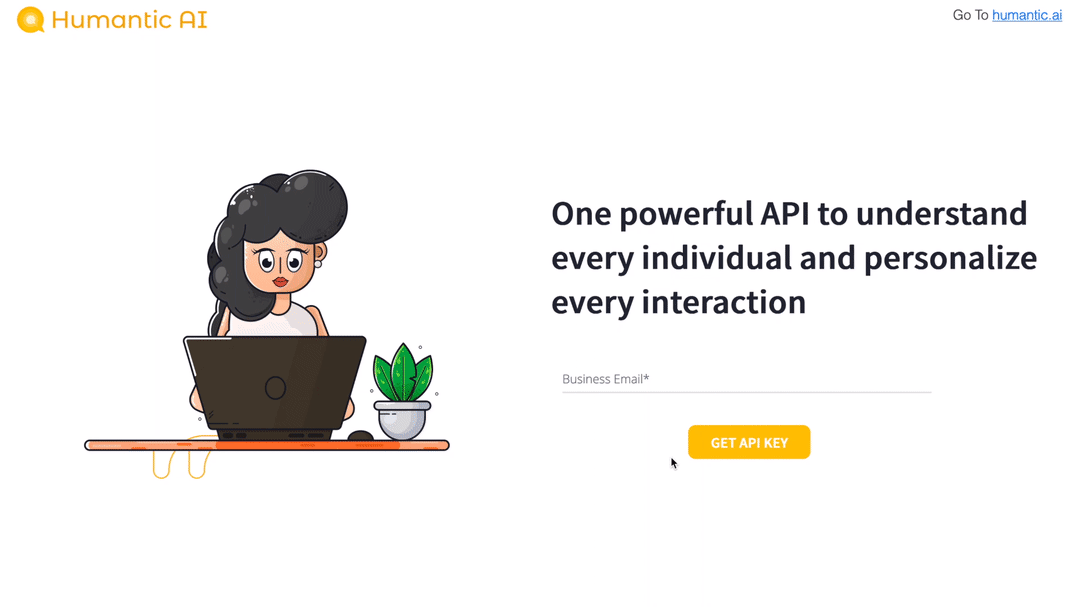 Humantic AI
Go To humantic.ai
One powerful API to understand
every individual and personalize
every interaction
Business Email*
GET API KEY